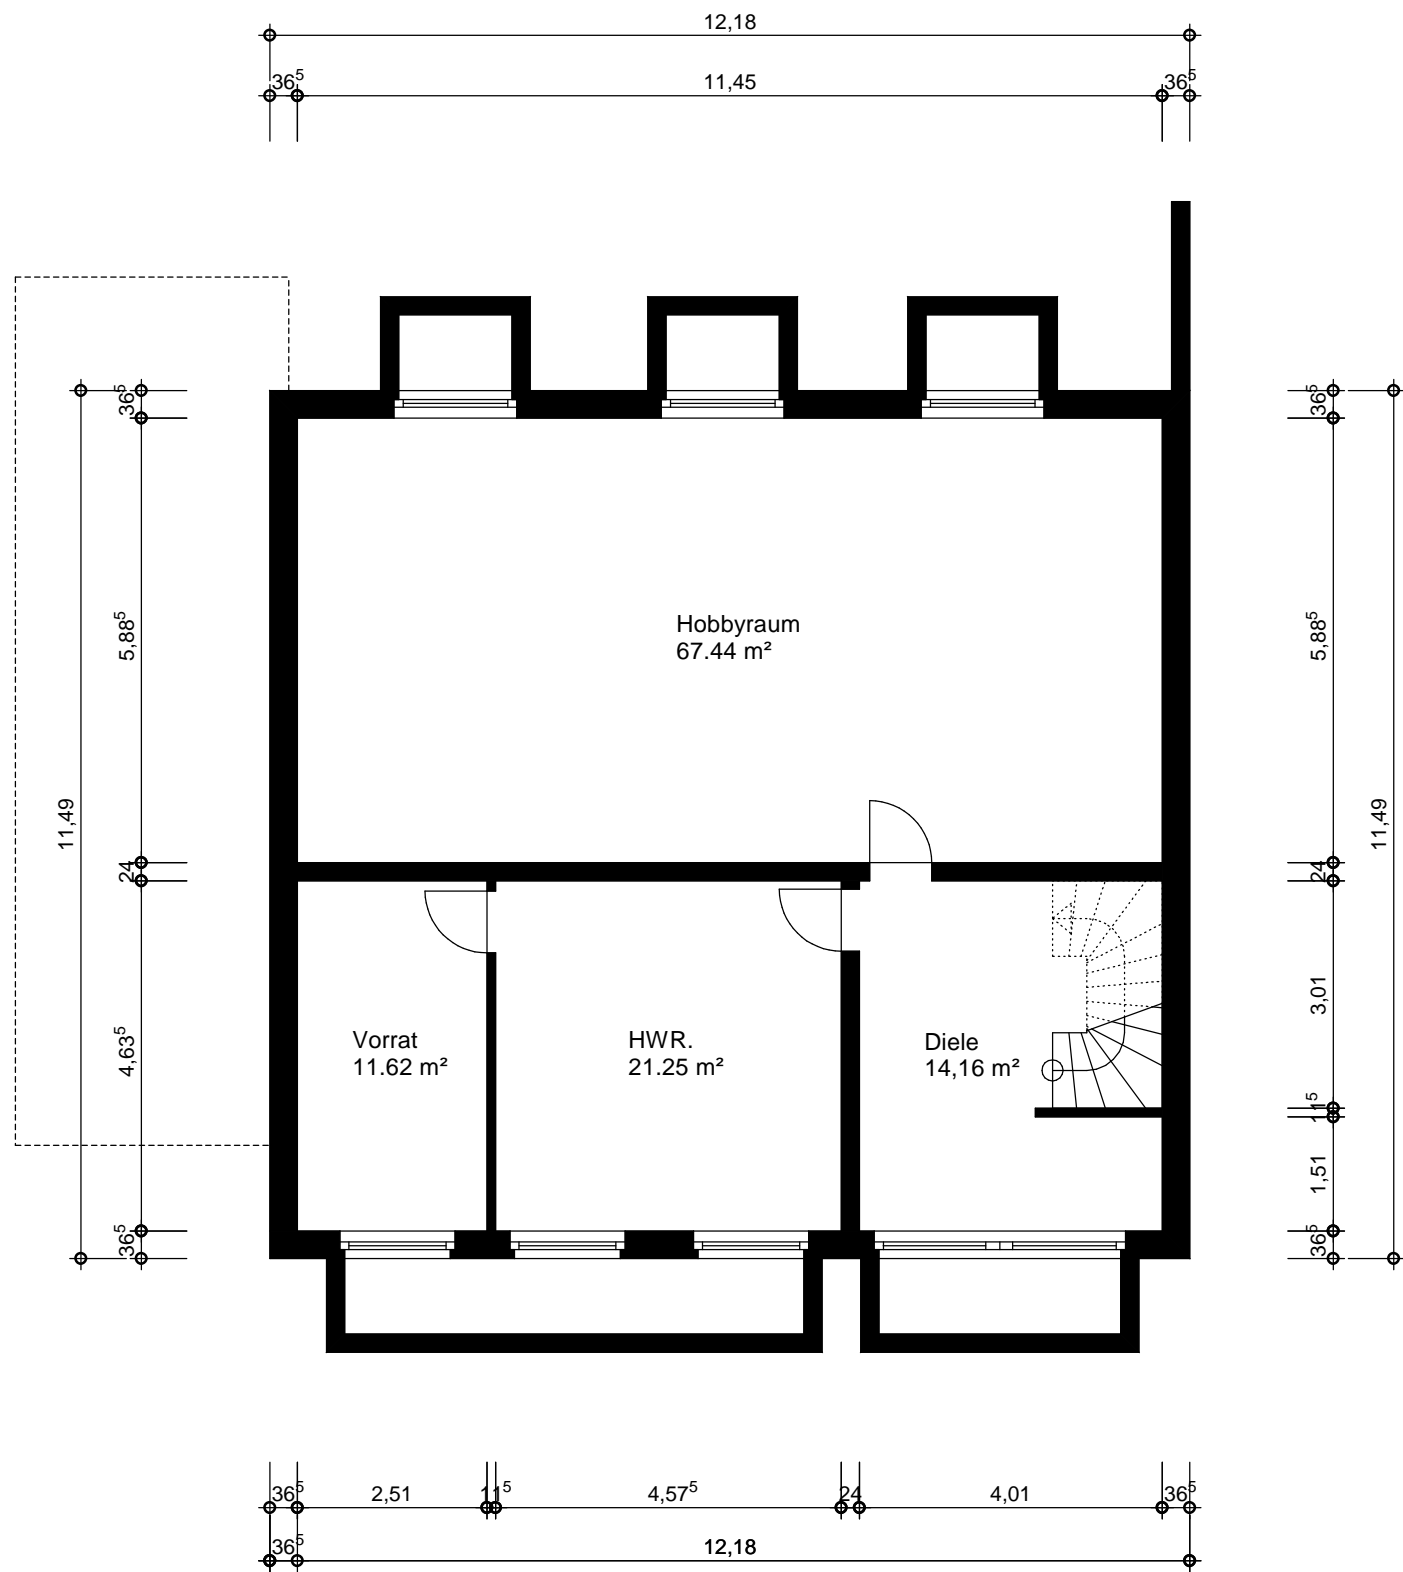 12,18
36⁵ 11,45 36⁵
36⁵
5,88⁵
24
4,63⁵
36⁵
11,49
Hobbyraum
67.44 m²
Vorrat
11.62 m²
HWR.
21.25 m²
Diele
14,16 m²
36⁵
5,88⁵
24
3,01
11⁵
1,51
36⁵
11,49
36⁵ 2,51 11⁵ 4,57⁵ 24 4,01 36⁵
36⁵ 12,18